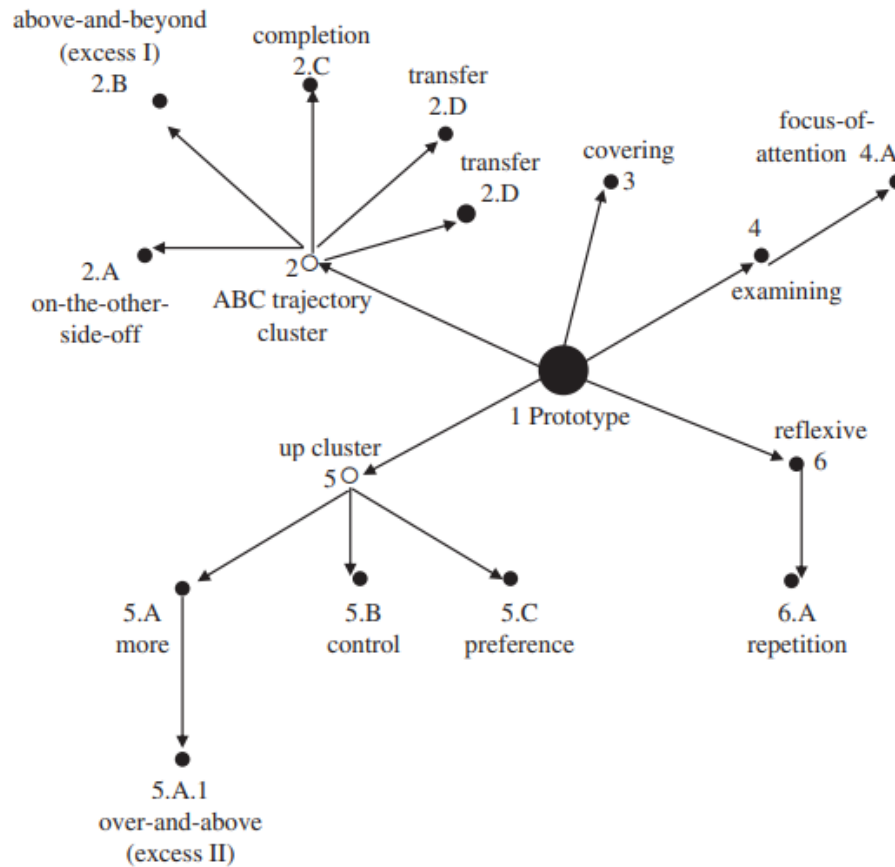 above-and-beyond
(excess I)
2.B
completion
2.C
transfer
2.D
transfer
2.D
covering
3
focus-of-
attention 4.A
4
examining
2.A
on-the-other-
side-off
2
ABC trajectory
cluster
1 Prototype
up cluster
5
reflexive
6
5.A
more
5.B
control
5.C
preference
6.A
repetition
5.A.1
over-and-above
(excess II)